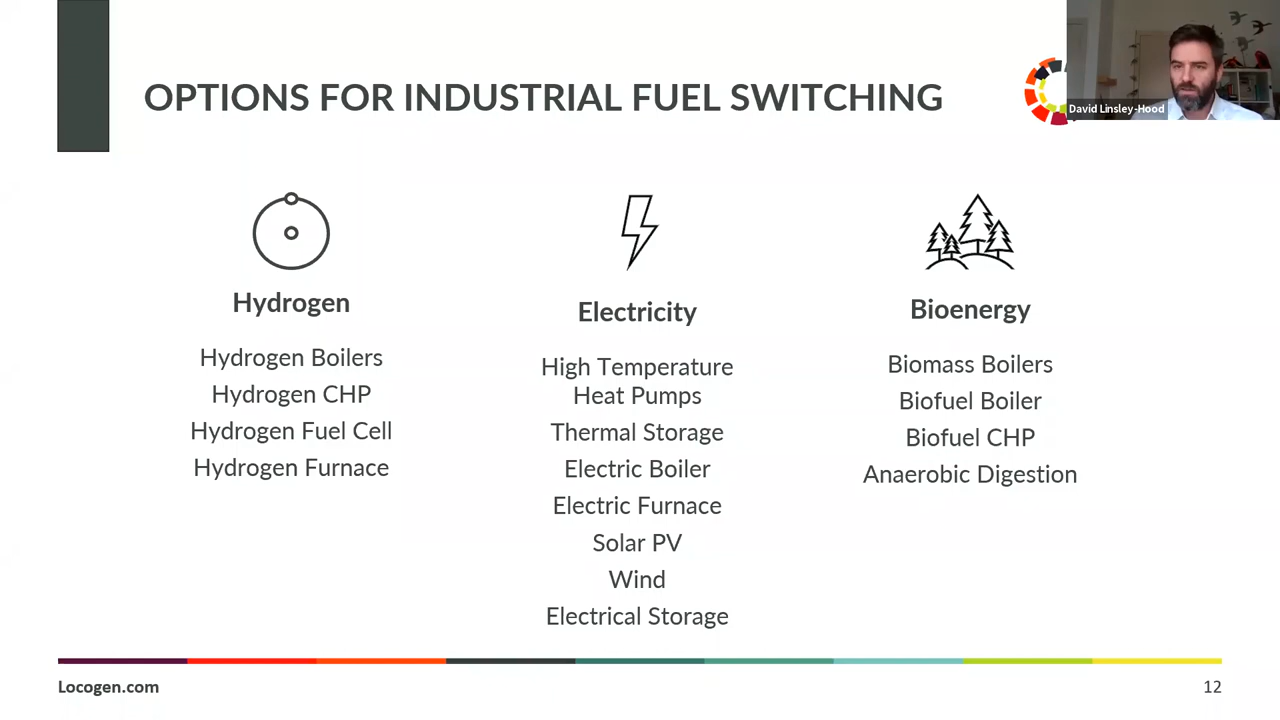 OPTIONS FOR INDUSTRIAL FUEL SWITCHING
David Linsley-Hood
Hydrogen
Hydrogen Boilers
Hydrogen CHP
Hydrogen Fuel Cell
Hydrogen Furnace
Electricity
High Temperature
Heat Pumps
Thermal Storage
Electric Boiler
Electric Furnace
Solar PV
Wind
Electrical Storage
Bioenergy
Biomass Boilers
Biofuel Boiler
Biofuel CHP
Anaerobic Digestion
Locogen.com
12